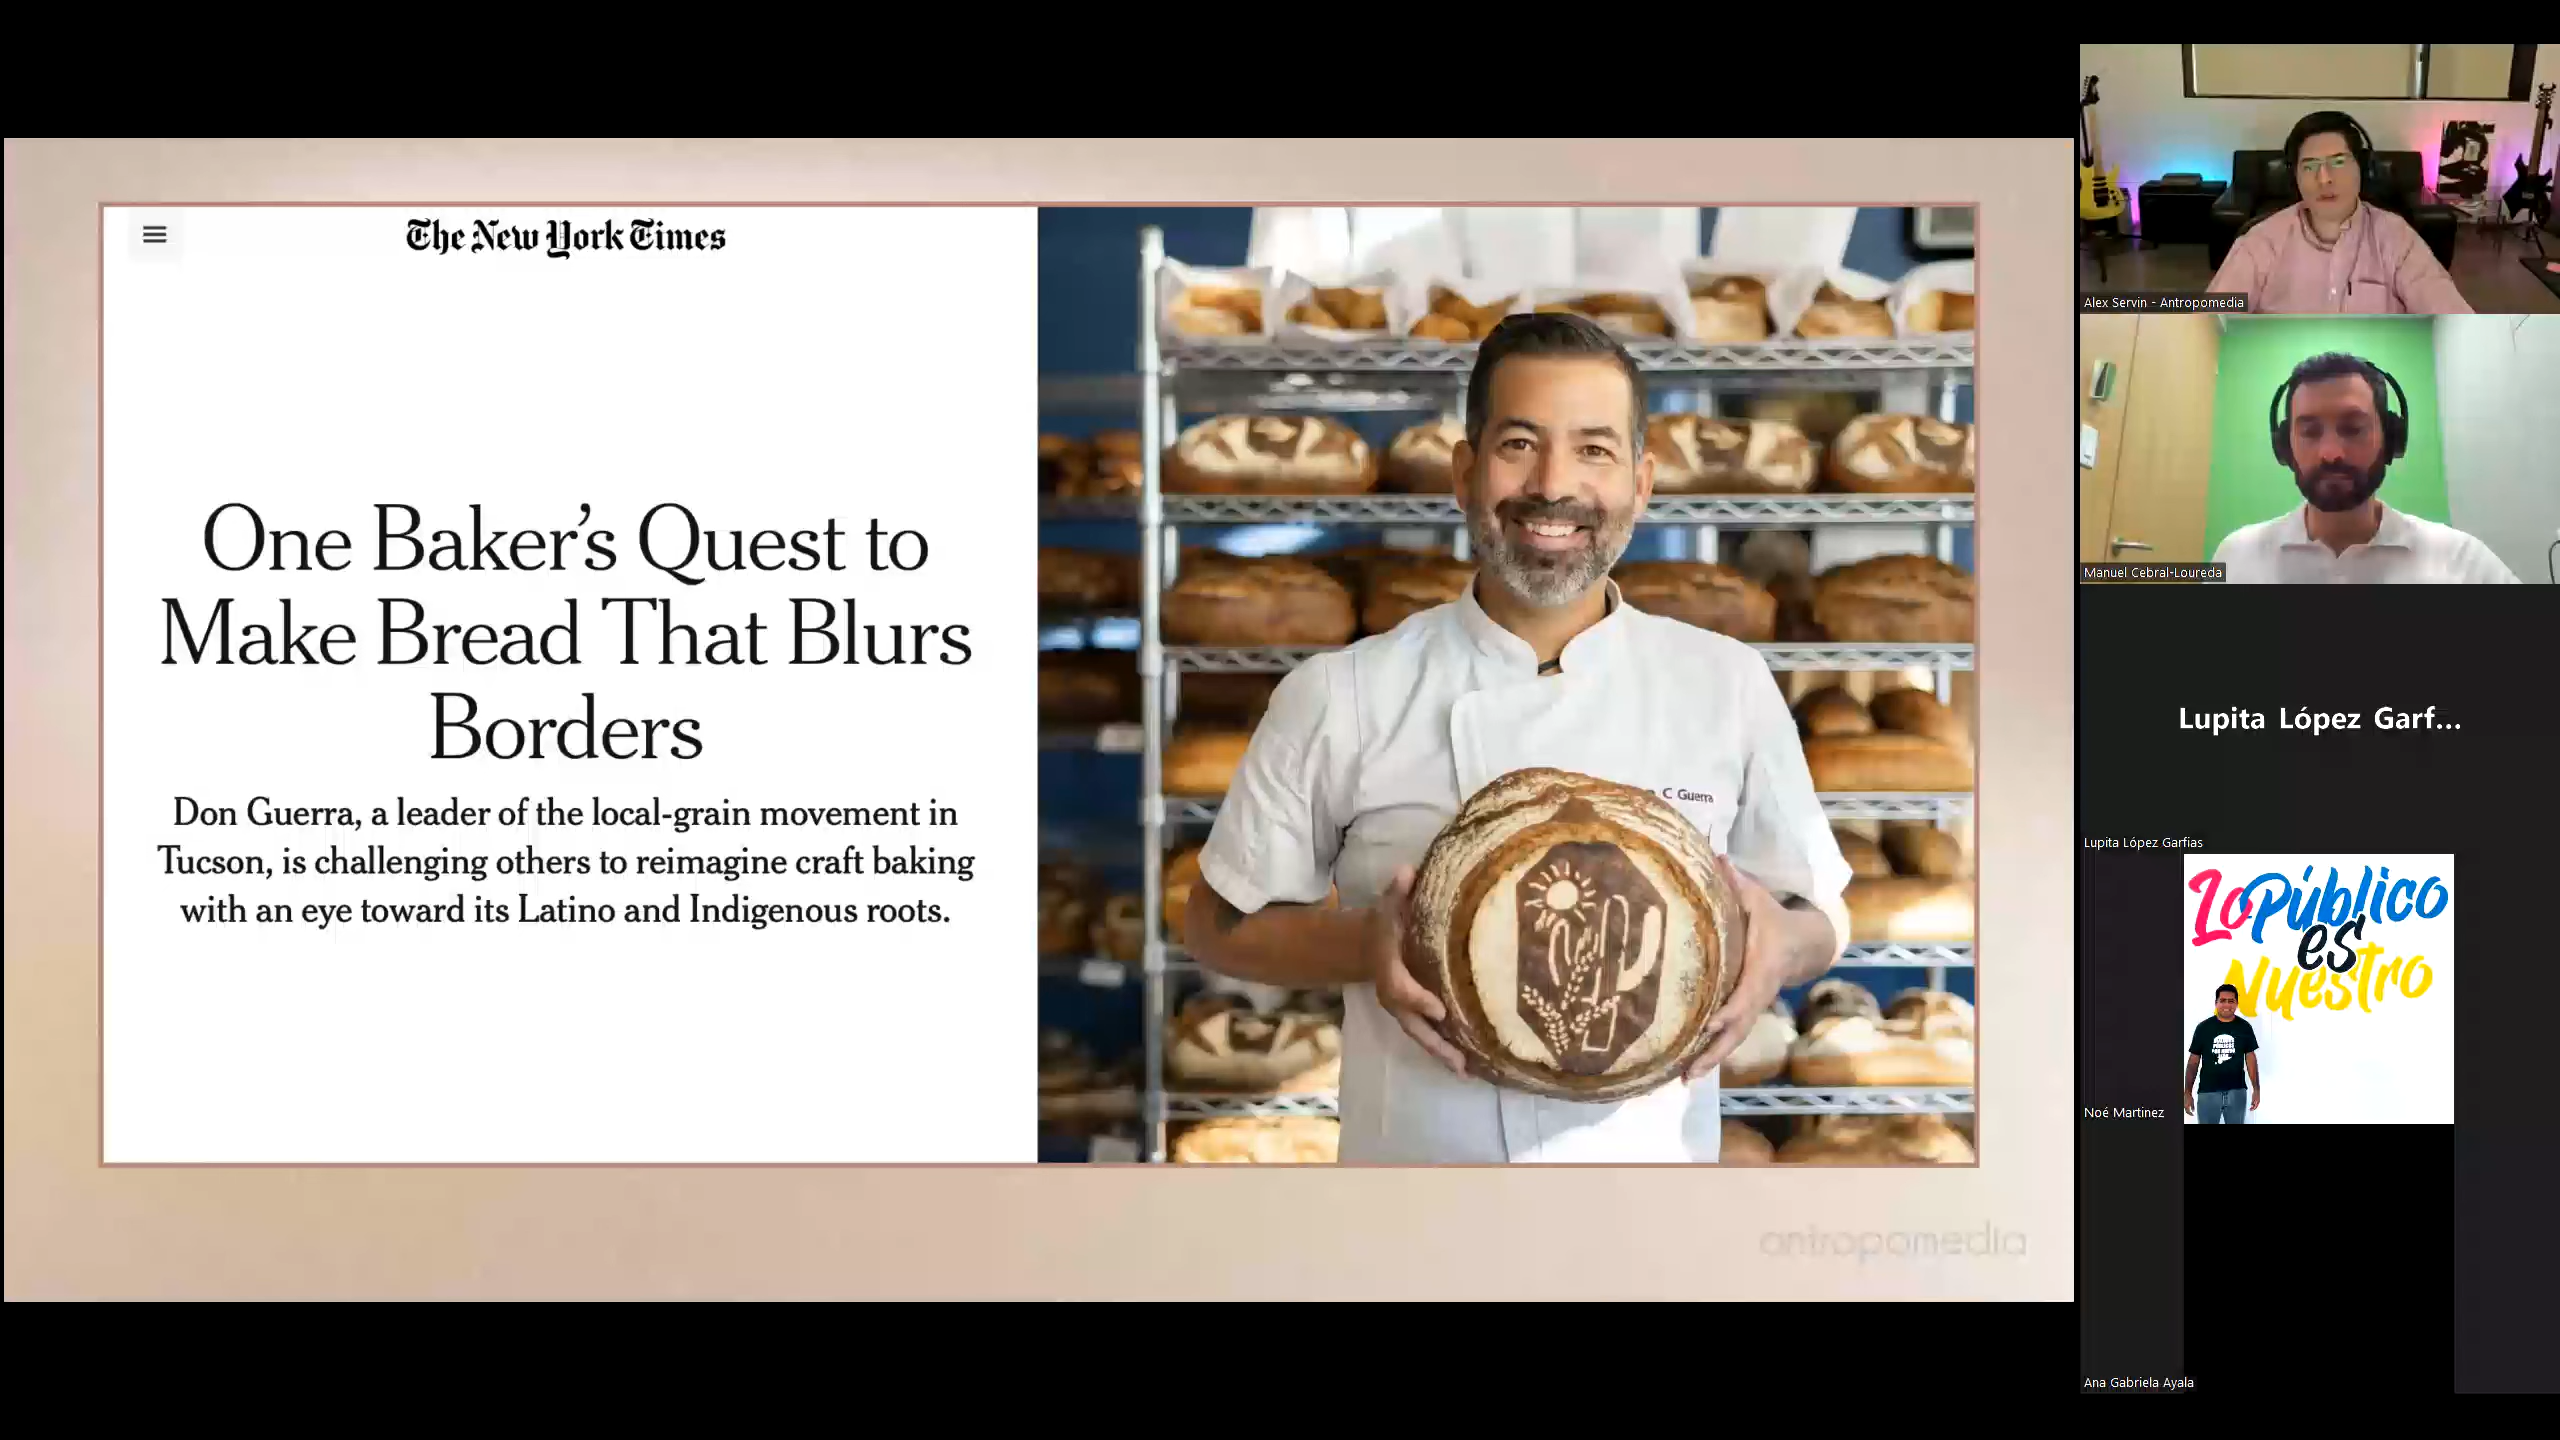 The New York Times
One Baker’s Quest to
Make Bread That Blurs
Borders
Don Guerra, a leader of the local-grain movement in
Tucson, is challenging others to reimagine craft baking
with an eye toward its Latino and Indigenous roots.
C Guerra
antropomedia
Alex Servin - Antropomedia
Manuel Cebral-Loureda
Lupita López Garf...
Lupita López Garfias
Lo Público
es
Nuestro
Noé Martinez
Ana Gabriela Ayala